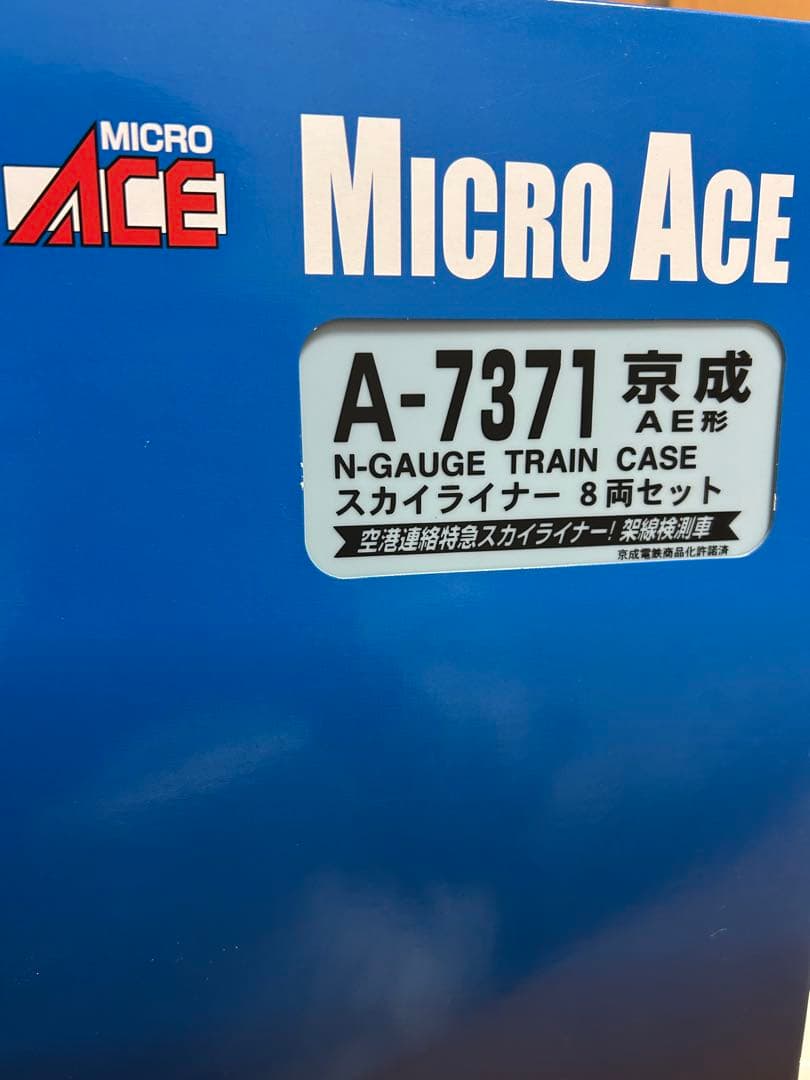 MICRO
ACE
MICRO ACE
A-7371 京成
AE形
N-GAUGE TRAIN CASE
スカイライナー 8両セット
空港連絡特急スカイライナー! 架線検測車
京成電鉄商品化許諾済